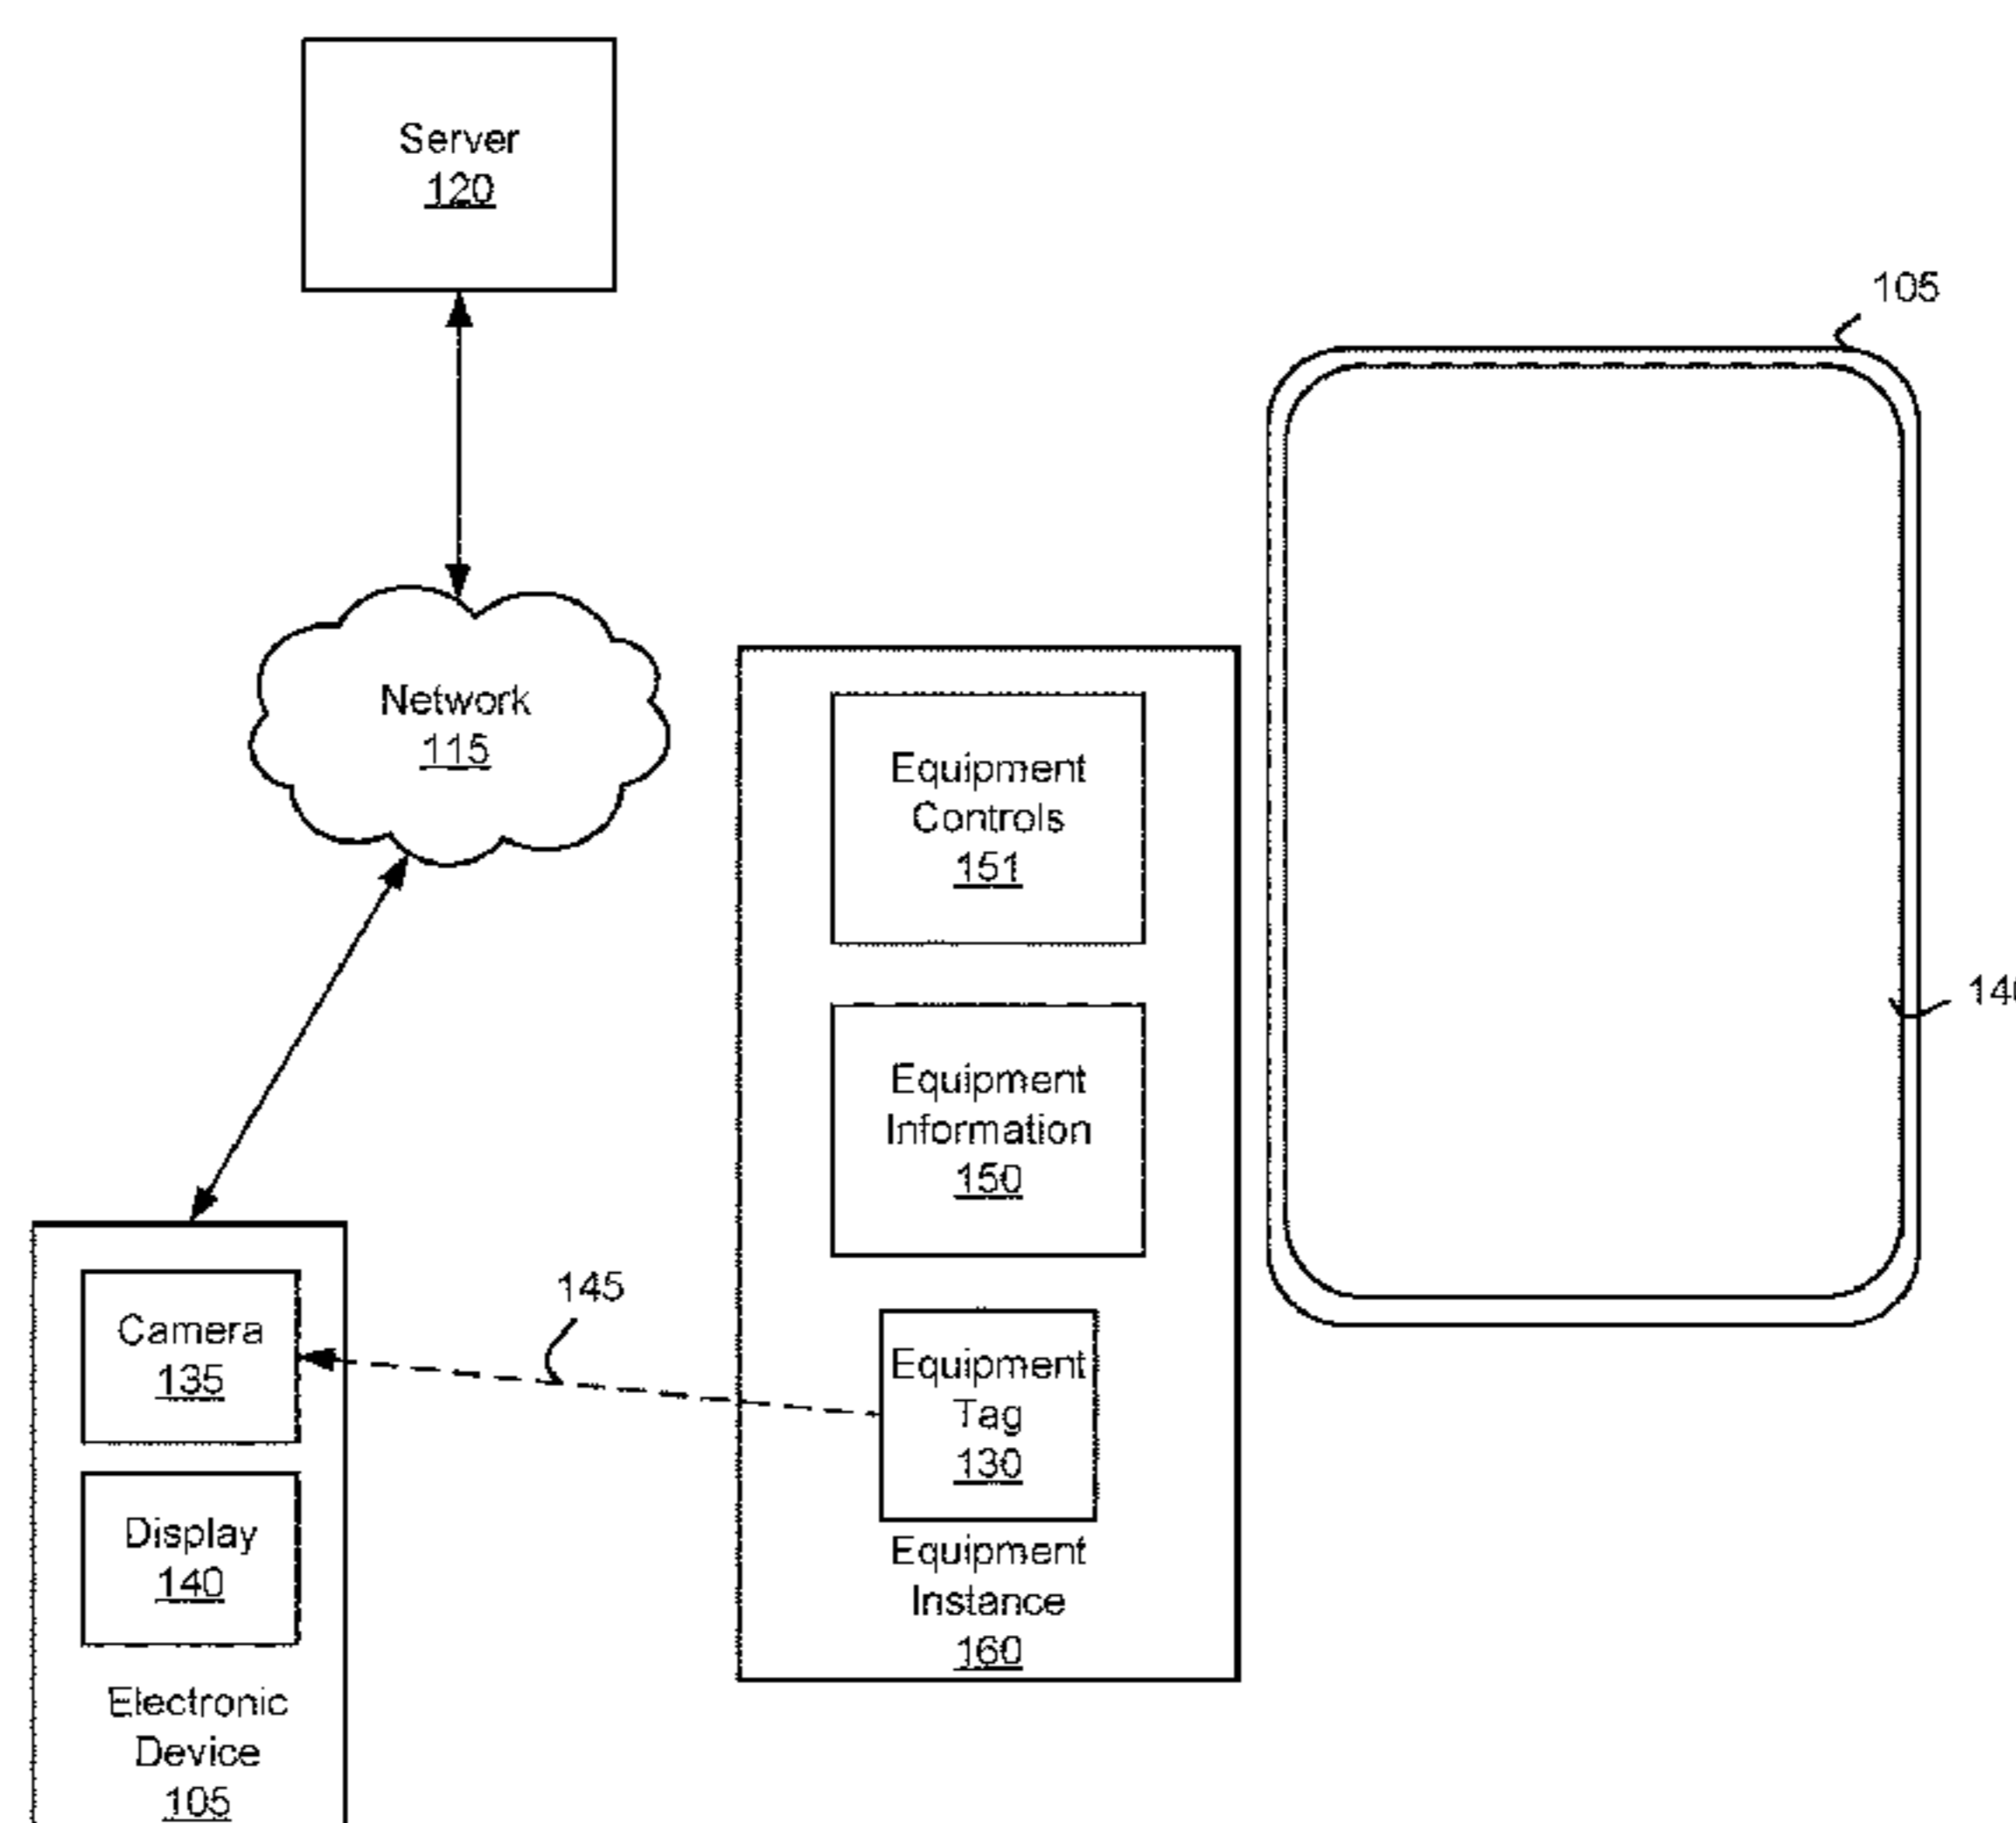 Server
120
105
Network
115
Equipment
Controls
151
Equipment
Information
150
145
Camera
135
Equipment
Tag
130
Display
140
Equipment
Instance
160
Electronic
Device
105